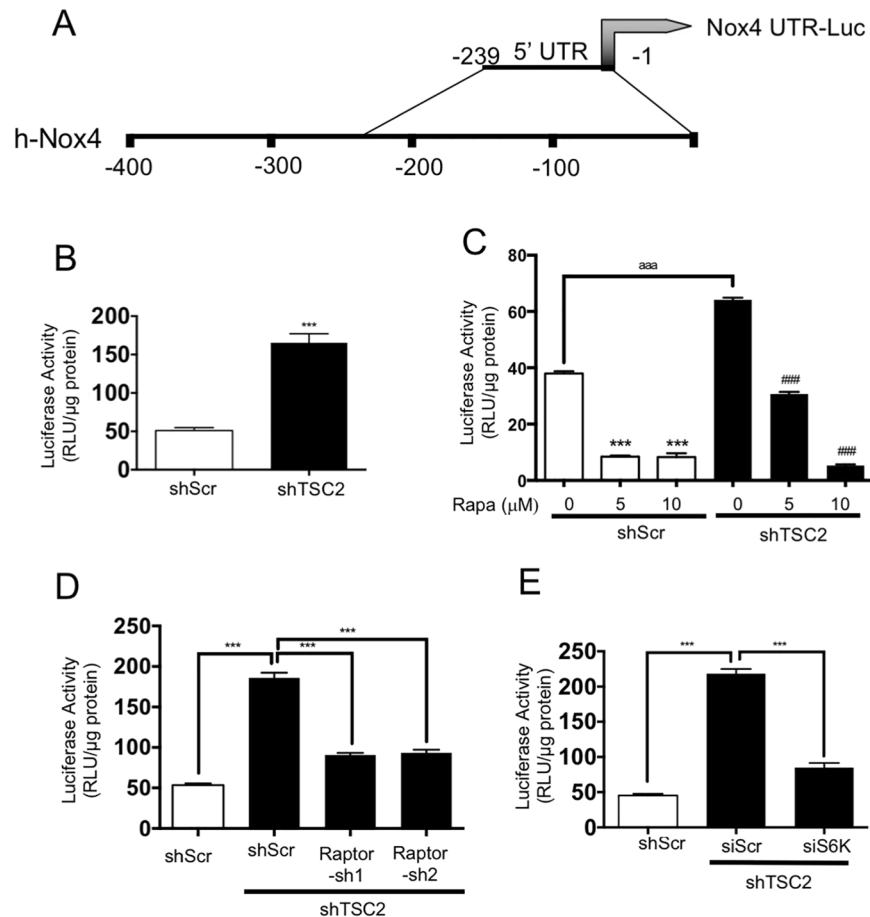 A
Nox4 UTR-Luc
-239 5' UTR -1
h-Nox4
-400 -300 -200 -100
B
Luciferase Activity
(RLU/µg protein)
200
150
100
50
0
***
shScr shTSC2
C
Luciferase Activity
(RLU/µg protein)
80
60
40
20
0
aaa
*** *** ### ###
Rapa (µM) 0 5 10 0 5 10
shScr shTSC2
D
Luciferase Activity
(RLU/µg protein)
250
200
150
100
50
0
*** *** ***
shScr shScr Raptor Raptor
-sh1 -sh2
shTSC2
E
Luciferase Activity
(RLU/µg protein)
250
200
150
100
50
0
*** ***
shScr siScr siS6K
shTSC2